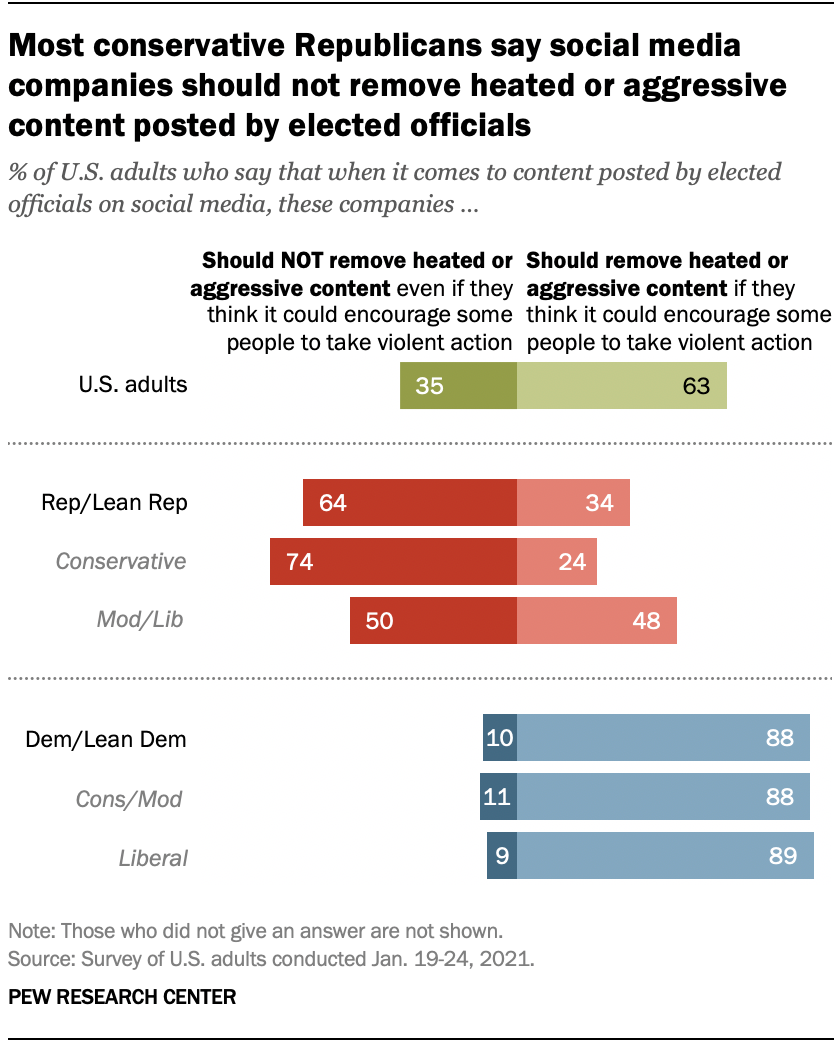 Most conservative Republicans say social media
companies should not remove heated or aggressive
content posted by elected officials
% of U.S. adults who say that when it comes to content posted by elected
officials on social media, these companies ...
Should NOT remove heated or
aggressive content even if they
think it could encourage some
people to take violent action
Should remove heated or
aggressive content if they
think it could encourage some
people to take violent action
U.S. adults 35 63
Rep/Lean Rep 64 34
Conservative 74 24
Mod/Lib 50 48
Dem/Lean Dem 10 88
Cons/Mod 11 88
Liberal 9 89
Note: Those who did not give an answer are not shown.
Source: Survey of U.S. adults conducted Jan. 19-24, 2021.
PEW RESEARCH CENTER